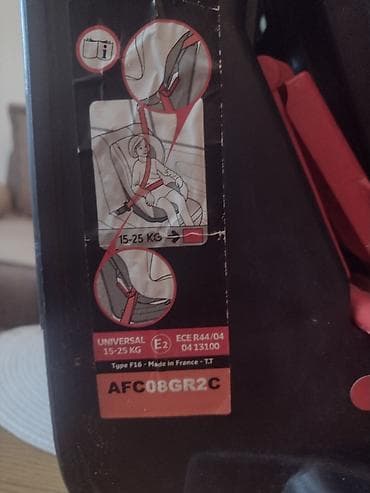 i
15-25 KG
UNIVERSAL
15-25 KG
E2
ECE R44/04
04 13100
Type F16 - Made in France - T.T
AFC08GR2C